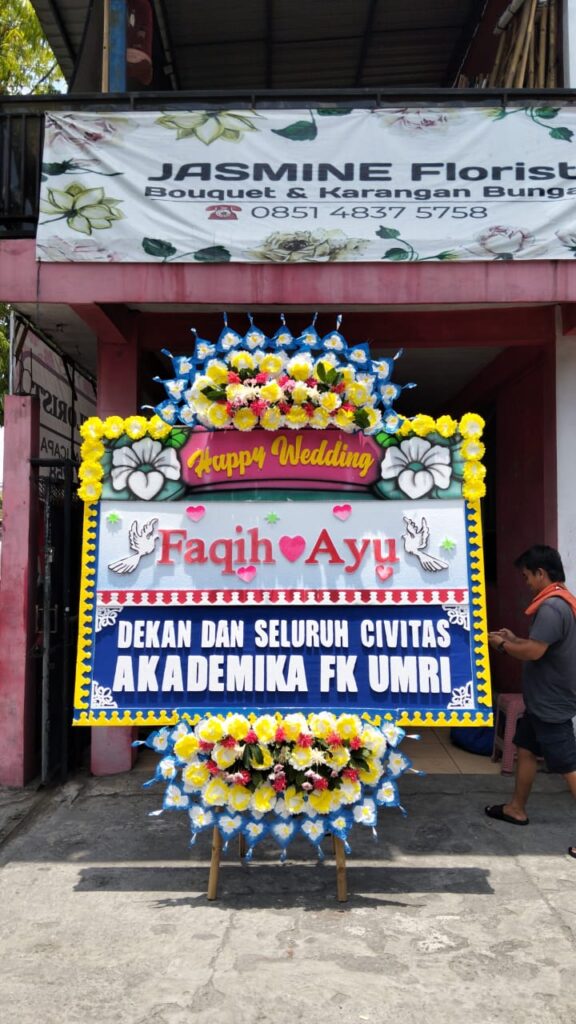 JASMINE Florist
Bouquet & Karangan Bunga
☎ 0851 4837 5758
Happy Wedding
Faqih Ayu
DEKAN DAN SELURUH CIVITAS
AKADEMIKA FK UMRI